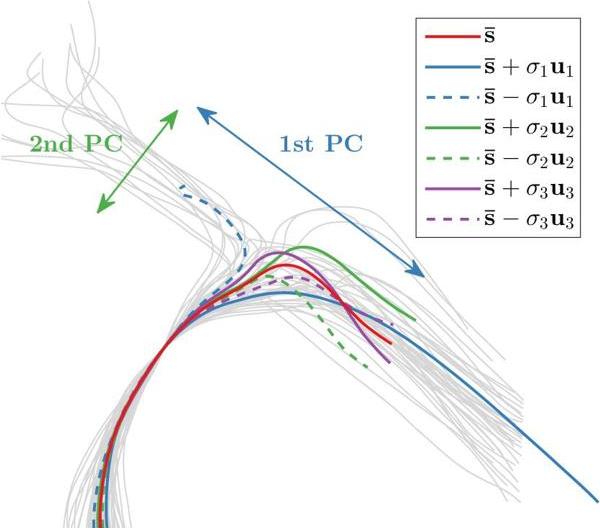 s̄
s̄ + σ₁u₁
s̄ − σ₁u₁
s̄ + σ₂u₂
s̄ − σ₂u₂
s̄ + σ₃u₃
s̄ − σ₃u₃
2nd PC
1st PC